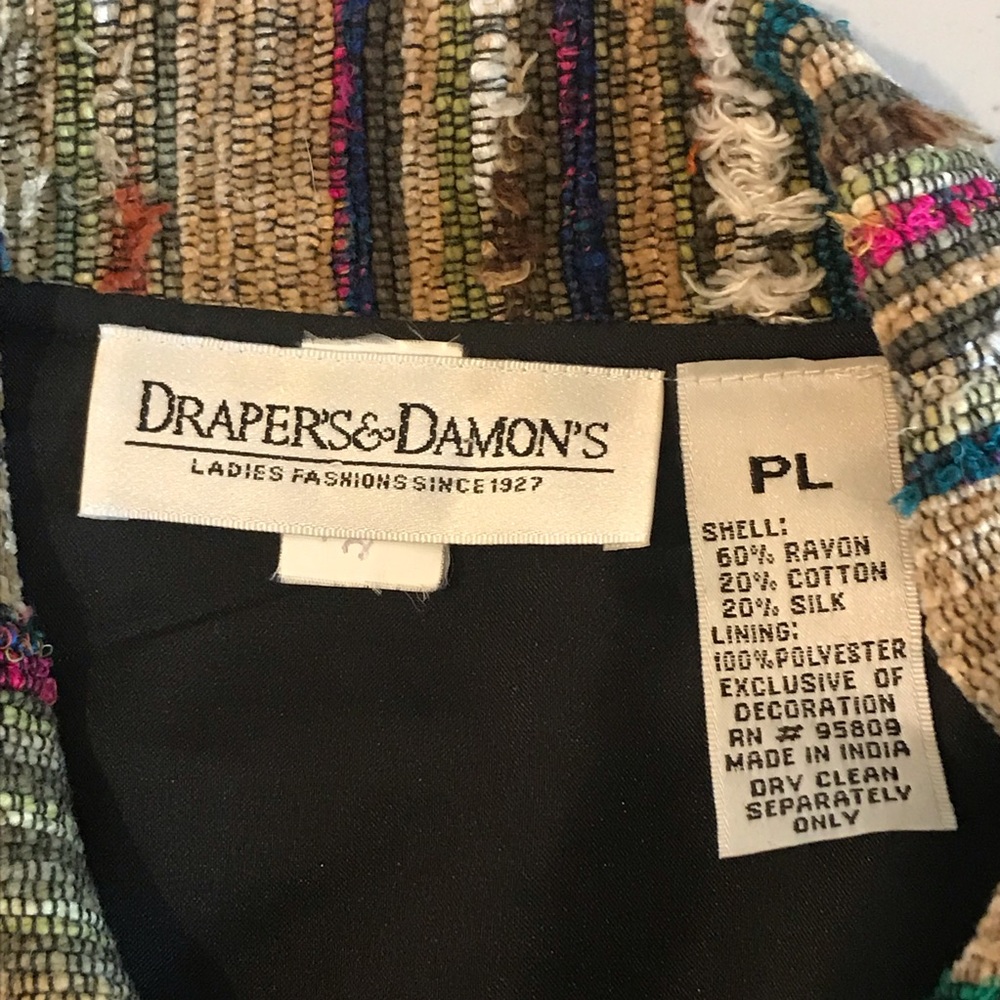 DRAPER'S & DAMON'S
LADIES FASHIONS SINCE 1927
PL
SHELL:
60% RAYON
20% COTTON
20% SILK
LINING:
100% POLYESTER
EXCLUSIVE OF
DECORATION
RN # 95809
MADE IN INDIA
DRY CLEAN
SEPARATELY
ONLY